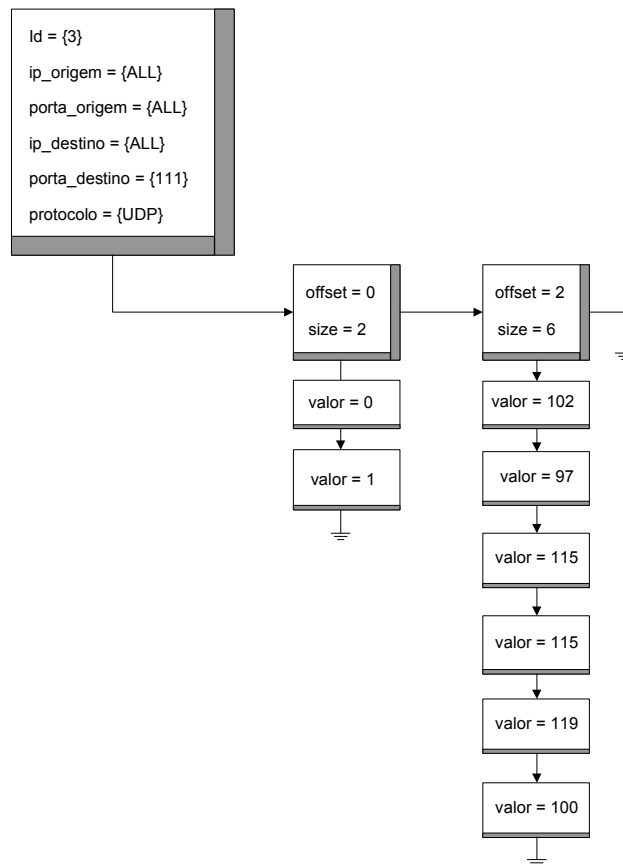 Id = {3}
ip_origem = {ALL}
porta_origem = {ALL}
ip_destino = {ALL}
porta_destino = {111}
protocolo = {UDP}
offset = 0
size = 2
valor = 0
valor = 1
offset = 2
size = 6
valor = 102
valor = 97
valor = 115
valor = 115
valor = 119
valor = 100